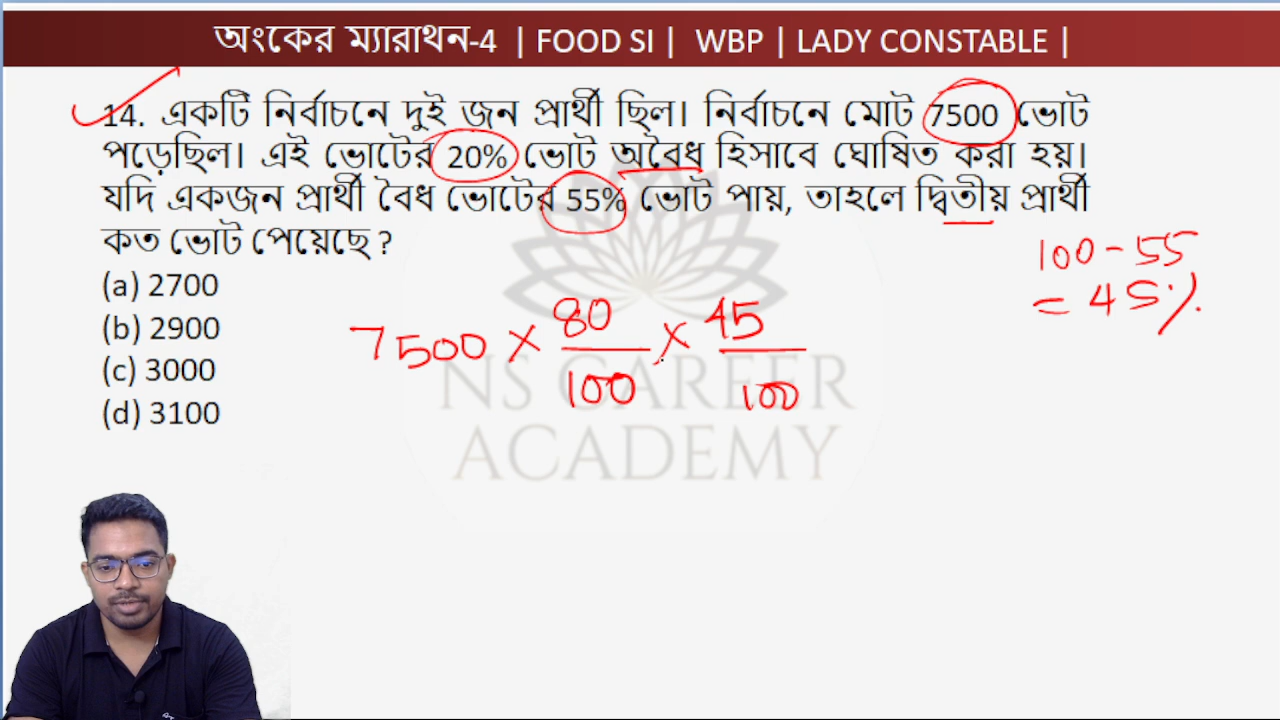 অংকের ম্যারাথন-4 | FOOD SI | WBP | LADY CONSTABLE |
14. একটি নির্বাচনে দুই জন প্রার্থী ছিল। নির্বাচনে মোট 7500 ভোট
পড়েছিল। এই ভোটের 20% ভোট অবৈধ হিসাবে ঘোষিত করা হয়।
যদি একজন প্রার্থী বৈধ ভোটের 55% ভোট পায়, তাহলে দ্বিতীয় প্রার্থী
কত ভোট পেয়েছে ?
100 - 55
= 45%
(a) 2700
(b) 2900
(c) 3000
(d) 3100
7500 × 80/100 × 45/100
NS CAREER
ACADEMY